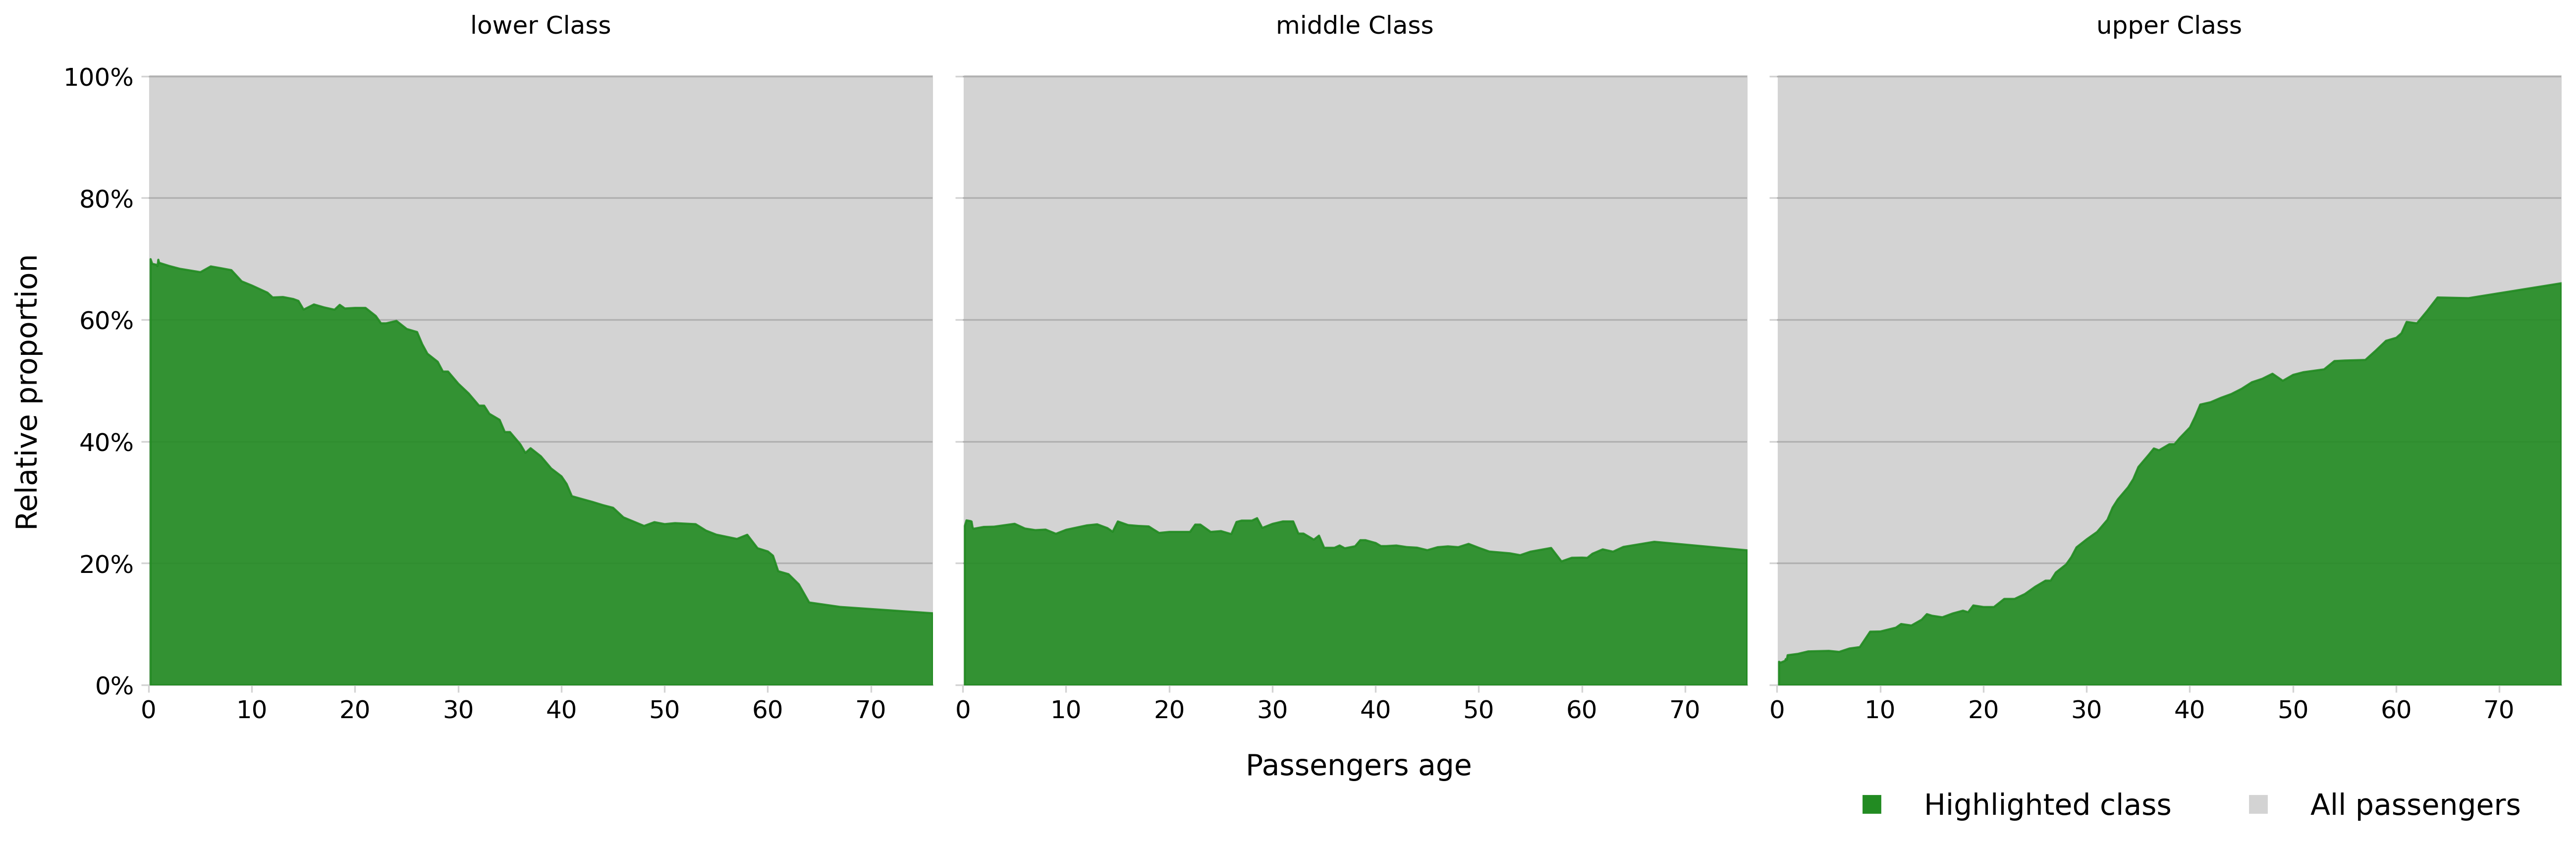 lower Class
middle Class
upper Class
Relative proportion
100%
80%
60%
40%
20%
0%
0 10 20 30 40 50 60 70
0 10 20 30 40 50 60 70
0 10 20 30 40 50 60 70
Passengers age
Highlighted class
All passengers